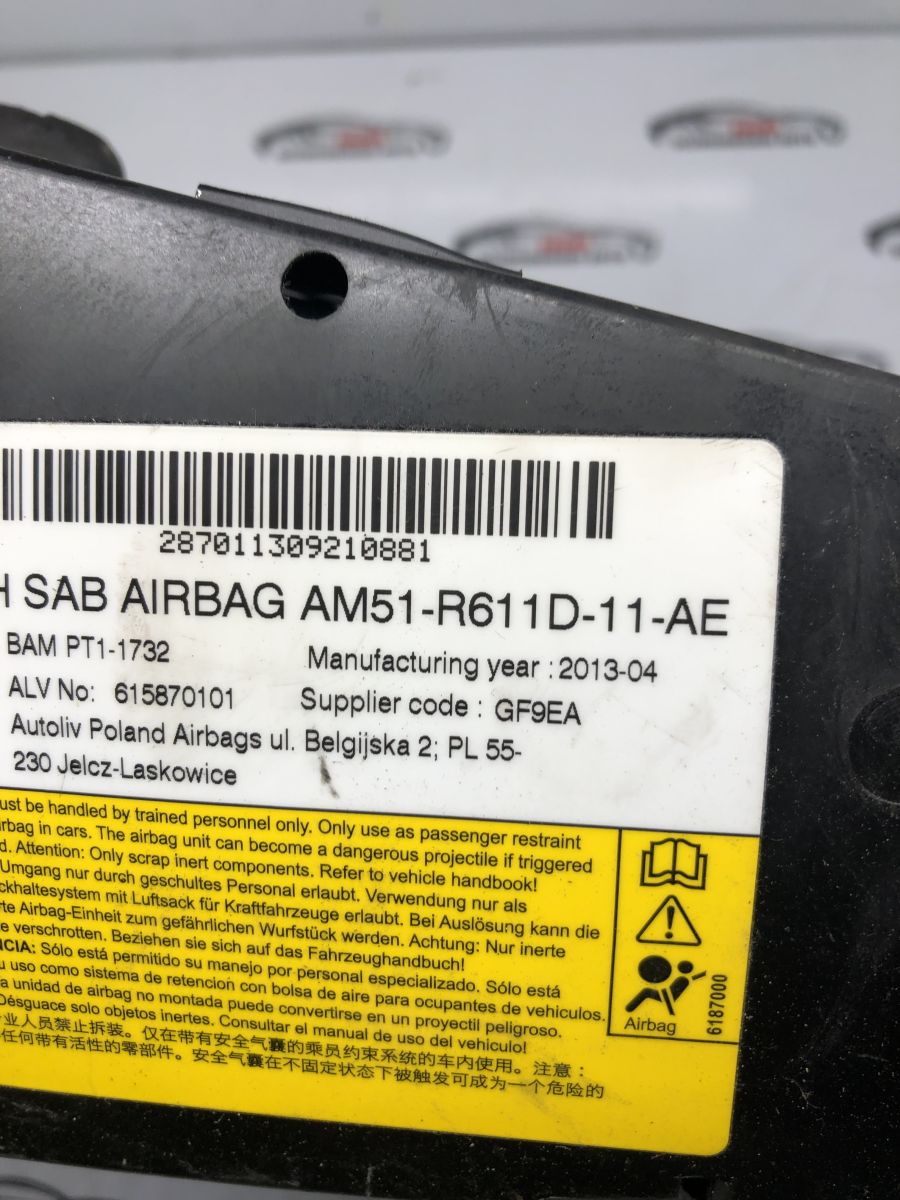 287011309210881
H SAB AIRBAG AM51-R611D-11-AE
BAM PT1-1732
Manufacturing year : 2013-04
ALV No: 615870101
Supplier code : GF9EA
Autoliv Poland Airbags ul. Belgijska 2; PL 55-
230 Jelcz-Laskowice
ust be handled by trained personnel only. Only use as passenger restraint
irbag in cars. The airbag unit can become a dangerous projectile if triggered
d. Attention: Only scrap inert components. Refer to vehicle handbook!
Umgang nur durch geschultes Personal erlaubt. Verwendung nur als
ckhaltesystem mit Luftsack für Kraftfahrzeuge erlaubt. Bei Auslösung kann die
rte Airbag-Einheit zum gefährlichen Wurfstück werden. Achtung: Nur inerte
te verschrotten. Beziehen sie sich auf das Fahrzeughandbuch!
NCIA: Sólo está permitido su manejo por personal especializado. Sólo está
u uso como sistema de retencion con bolsa de aire para ocupantes de vehiculos.
a unidad de airbag no montada puede convertirse en un proyectil peligroso.
Désguace solo objetos inertes. Consultar el manual de uso del vehiculo!
业人员禁止拆装。仅在带有安全气囊的乘员约束系统的车内使用。注意：
任何带有活性的零部件。安全气囊在不固定状态下被触发可成为一个危险的
Airbag
6187000